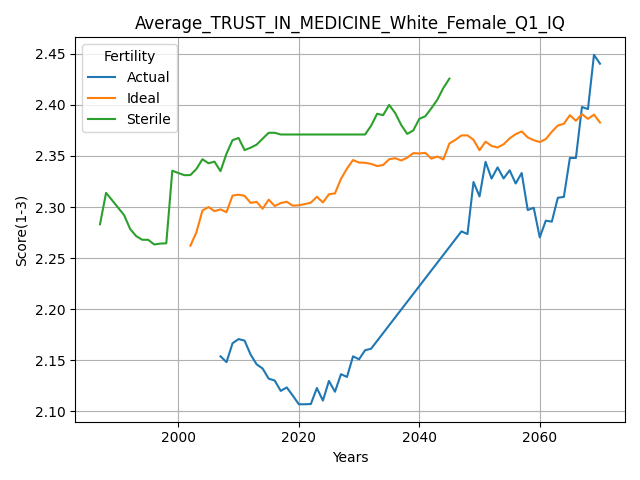 Average_TRUST_IN_MEDICINE_White_Female_Q1_IQ
Fertility
Actual
Ideal
Sterile
Score(1-3)
2.45
2.40
2.35
2.30
2.25
2.20
2.15
2.10
2000
2020
2040
2060
Years